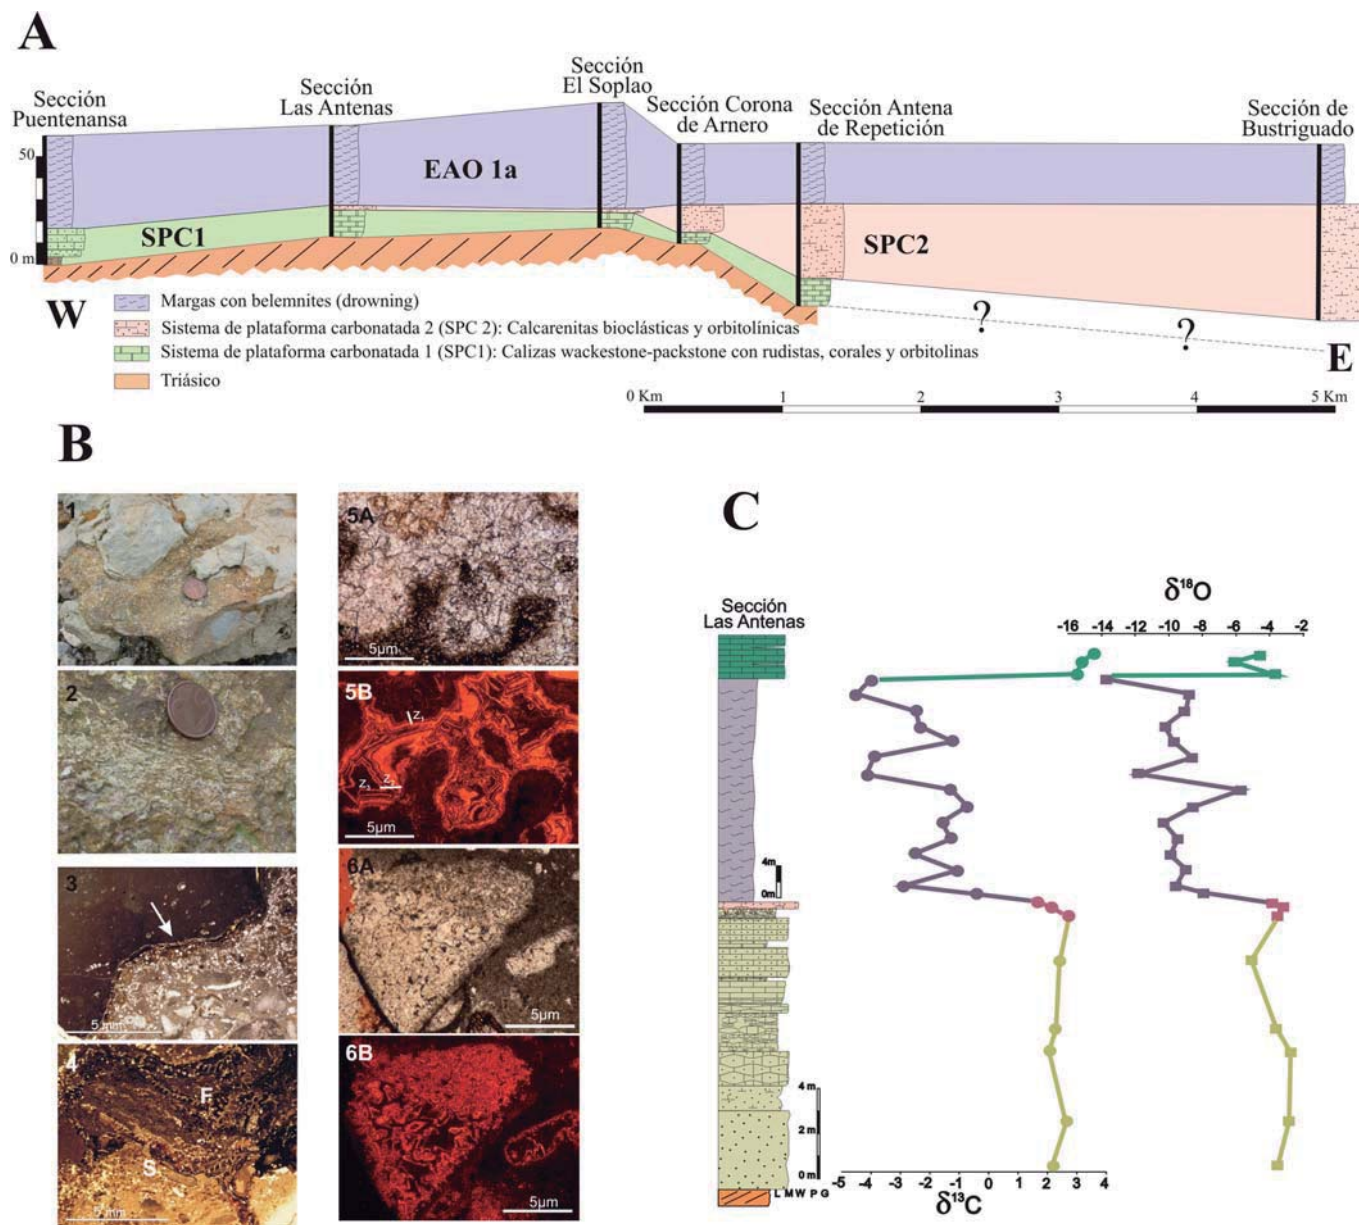 A
Sección
Puentenansa
Sección
Las Antenas
Sección
El Soplao
Sección Corona
de Arnero
Sección Antena
de Repetición
Sección de
Bustriguado
50
0 m
EAO 1a
SPC1
SPC2
? ?
W
E
Margas con belemnites (drowning)
Sistema de plataforma carbonatada 2 (SPC 2): Calcarenitas bioclásticas y orbitolínicas
Sistema de plataforma carbonatada 1 (SPC1): Calizas wackestone-packstone con rudistas, corales y orbitolinas
Triásico
0 Km 1 2 3 4 5 Km
B
1
2
3
5 mm
4
F
S
5 mm
5A
5µm
5B
Z₁
Z₃ Z₂
5µm
6A
5µm
6B
5µm
C
Sección
Las Antenas
δ¹⁸O
-16 -14 -12 -10 -8 -6 -4 -2
4m
0m
4 m
2 m
0 m
L M W P G
-5 -4 -3 -2 -1 0 1 2 3 4
δ¹³C